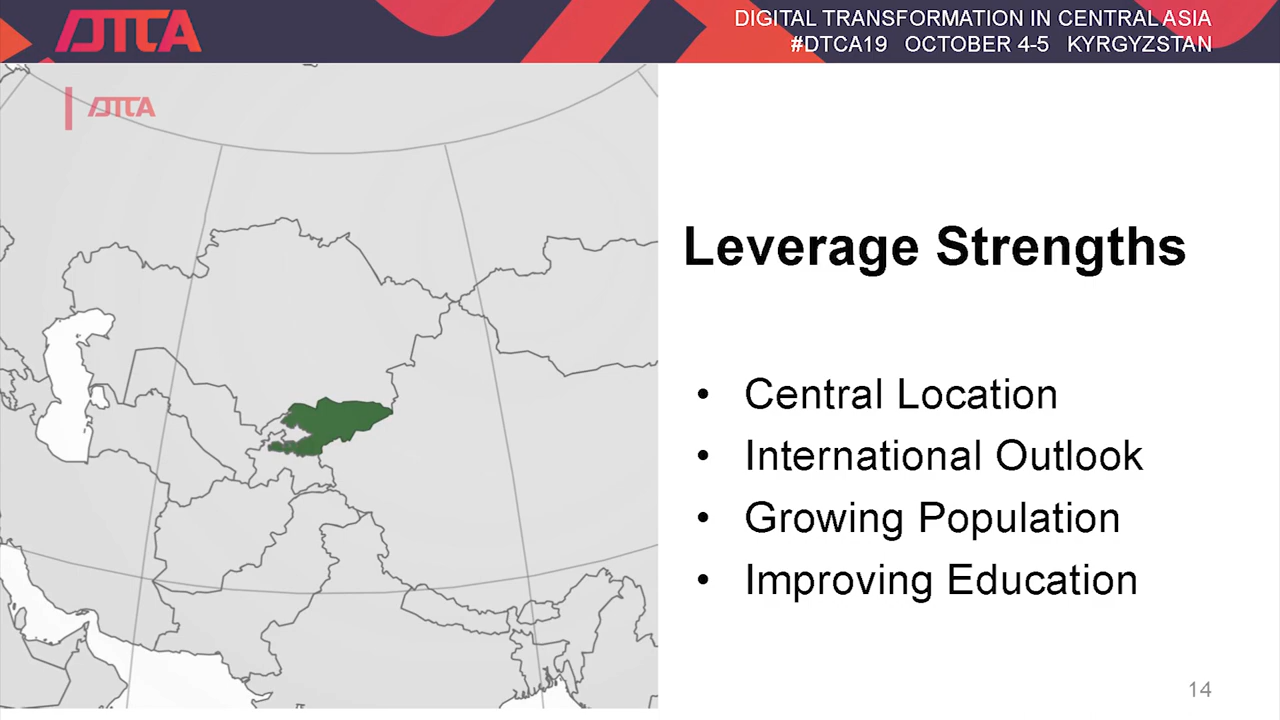 DTCA
DIGITAL TRANSFORMATION IN CENTRAL ASIA
#DTCA19 OCTOBER 4-5 KYRGYZSTAN
DTCA
Leverage Strengths
• Central Location
• International Outlook
• Growing Population
• Improving Education
14